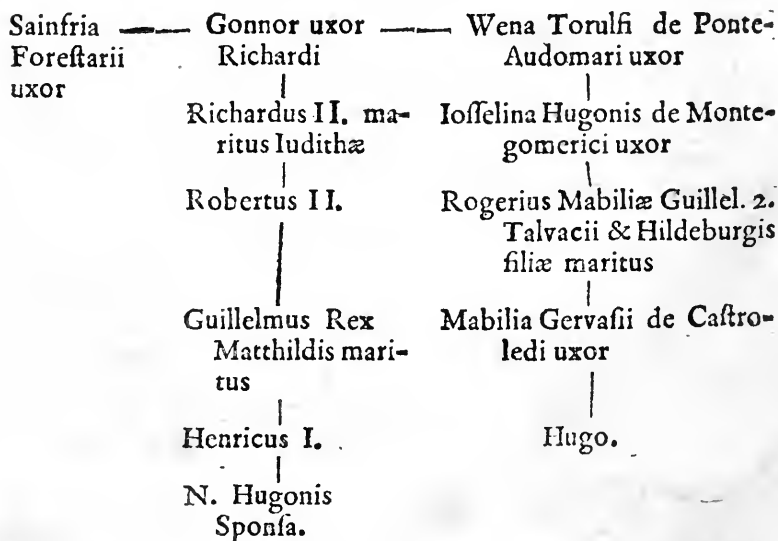 Sainfria —— Gonnor uxor —— Wena Torulfi de Ponte-
Foreſtarii Richardi Audomari uxor
uxor
Richardus II. ma- Ioſſelina Hugonis de Monte-
ritus Iudithæ gomerici uxor
Robertus II. Rogerius Mabiliæ Guillel. 2.
Talvacii & Hildeburgis
filiæ maritus
Guillelmus Rex Mabilia Gervaſii de Caſtro-
Matthildis mari- ledi uxor
tus
Henricus I. Hugo.
N. Hugonis
Sponſa.